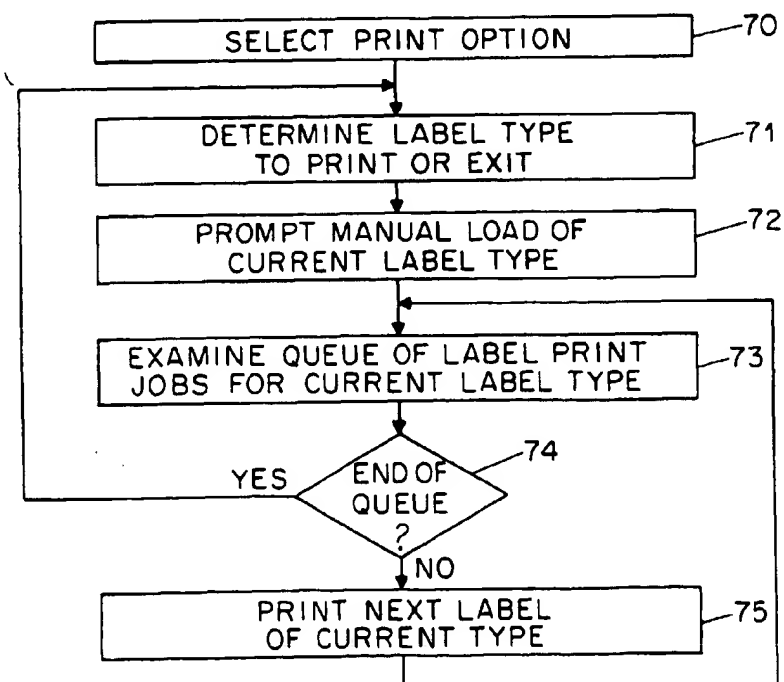 SELECT PRINT OPTION
70
DETERMINE LABEL TYPE
TO PRINT OR EXIT
71
PROMPT MANUAL LOAD OF
CURRENT LABEL TYPE
72
EXAMINE QUEUE OF LABEL PRINT
JOBS FOR CURRENT LABEL TYPE
73
74
YES
END OF
QUEUE
?
NO
PRINT NEXT LABEL
OF CURRENT TYPE
75